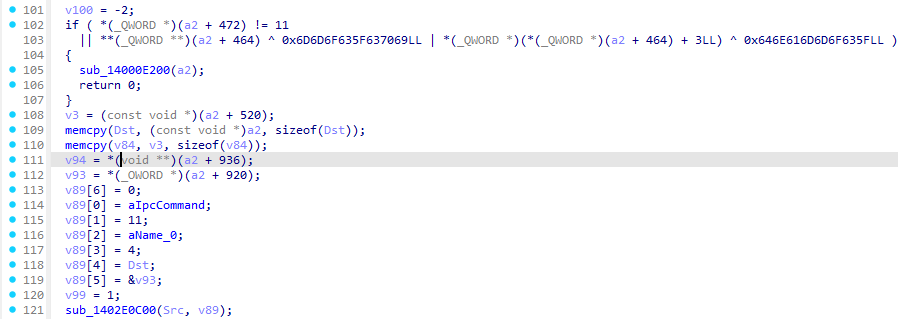 101 v100 = -2;
102 if ( *(_QWORD *)(a2 + 472) != 11
103 || **(_QWORD **)(a2 + 464) ^ 0x6D6D6F635F637069LL | *(_QWORD *)(*(_QWORD *)(a2 + 464) + 3LL) ^ 0x646E616D6D6F635FLL )
104 {
105 sub_14000E200(a2);
106 return 0;
107 }
108 v3 = (const void *)(a2 + 520);
109 memcpy(Dst, (const void *)a2, sizeof(Dst));
110 memcpy(v84, v3, sizeof(v84));
111 v94 = *(void **)(a2 + 936);
112 v93 = *(_OWORD *)(a2 + 920);
113 v89[6] = 0;
114 v89[0] = aIpcCommand;
115 v89[1] = 11;
116 v89[2] = aName_0;
117 v89[3] = 4;
118 v89[4] = Dst;
119 v89[5] = &v93;
120 v99 = 1;
121 sub_1402E0C00(Src, v89);